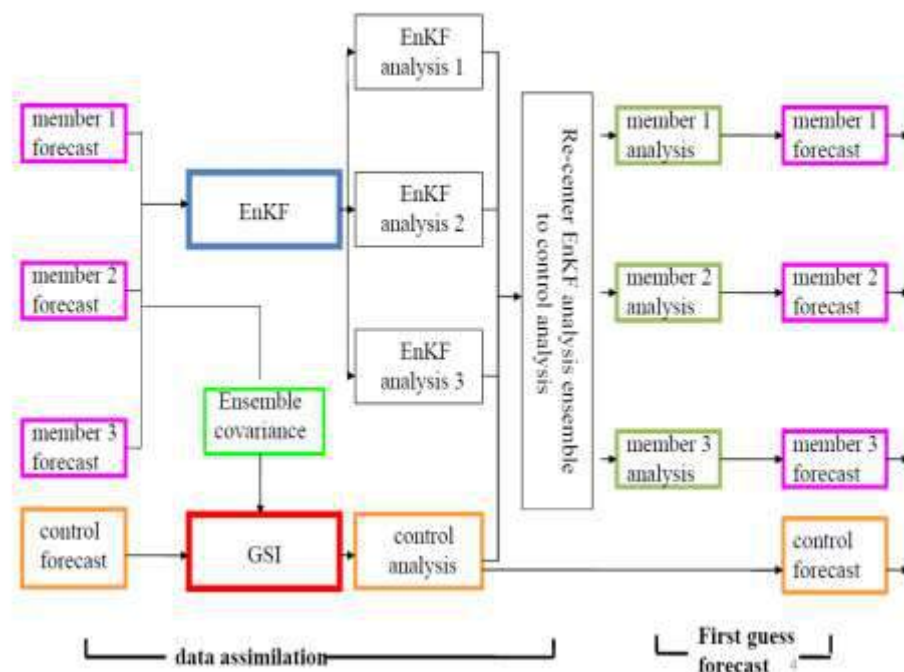 member 1
forecast
member 2
forecast
member 3
forecast
control
forecast
EnKF
Ensemble
covariance
GSI
EnKF
analysis 1
EnKF
analysis 2
EnKF
analysis 3
control
analysis
Re-center EnKF analysis ensemble
to control analysis
member 1
analysis
member 2
analysis
member 3
analysis
member 1
forecast
member 2
forecast
member 3
forecast
control
forecast
data assimilation
First guess
forecast